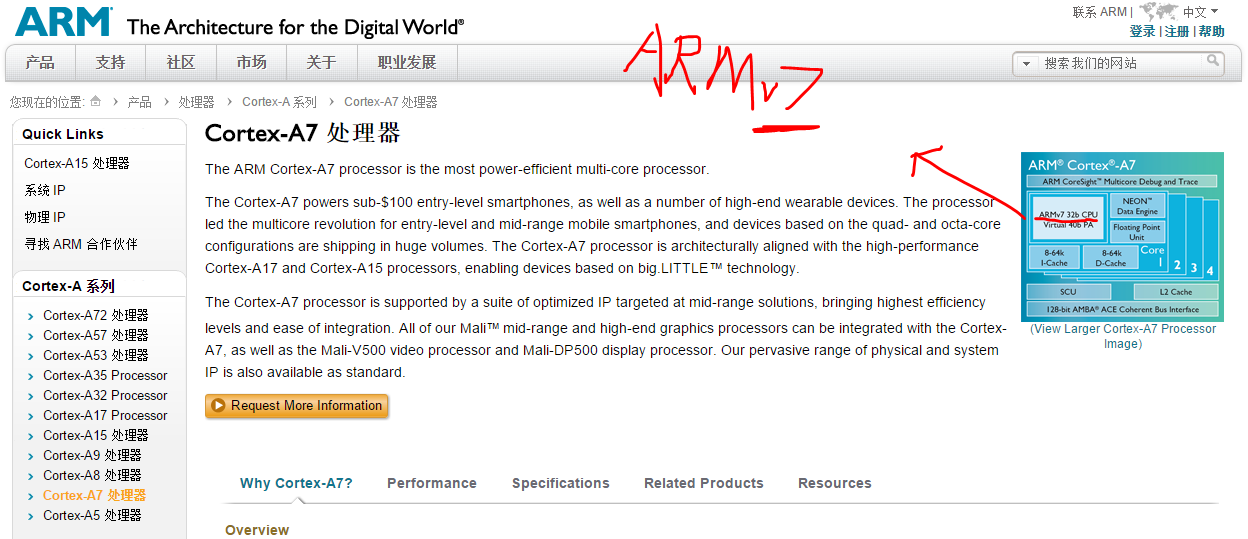 ARM® The Architecture for the Digital World®
联系 ARM | 中文
登录 | 注册 | 帮助
产品 支持 社区 市场 关于 职业发展 搜索我们的网站
ARMv7
您现在的位置: › 产品 › 处理器 › Cortex-A 系列 › Cortex-A7 处理器
Quick Links
Cortex-A15 处理器
系统 IP
物理 IP
寻找 ARM 合作伙伴
Cortex-A 系列
Cortex-A72 处理器
Cortex-A57 处理器
Cortex-A53 处理器
Cortex-A35 Processor
Cortex-A32 Processor
Cortex-A17 Processor
Cortex-A15 处理器
Cortex-A9 处理器
Cortex-A8 处理器
Cortex-A7 处理器
Cortex-A5 处理器
Cortex-A7 处理器
The ARM Cortex-A7 processor is the most power-efficient multi-core processor.
The Cortex-A7 powers sub-$100 entry-level smartphones, as well as a number of high-end wearable devices. The processor
led the multicore revolution for entry-level and mid-range mobile smartphones, and devices based on the quad- and octa-core
configurations are shipping in huge volumes. The Cortex-A7 processor is architecturally aligned with the high-performance
Cortex-A17 and Cortex-A15 processors, enabling devices based on big.LITTLE™ technology.
The Cortex-A7 processor is supported by a suite of optimized IP targeted at mid-range solutions, bringing highest efficiency
levels and ease of integration. All of our Mali™ mid-range and high-end graphics processors can be integrated with the Cortex-
A7, as well as the Mali-V500 video processor and Mali-DP500 display processor. Our pervasive range of physical and system
IP is also available as standard.
Request More Information
ARM® Cortex®-A7
ARM CoreSight™ Multicore Debug and Trace
ARMv7 32b CPU
Virtual 40b PA
NEON™
Data Engine
Floating Point
Unit
8-64k
I-Cache
8-64k
D-Cache
Core
1 2 3 4
SCU L2 Cache
128-bit AMBA® ACE Coherent Bus Interface
(View Larger Cortex-A7 Processor
Image)
Why Cortex-A7? Performance Specifications Related Products Resources
Overview